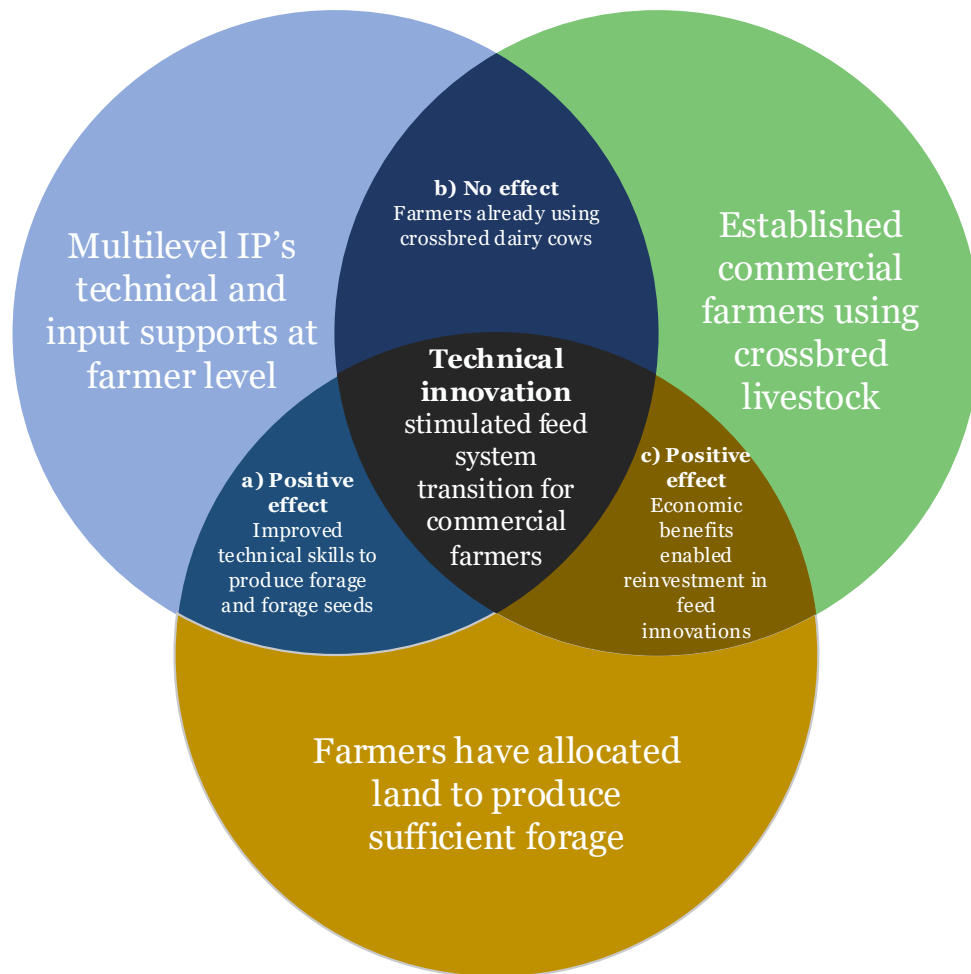 b) No effect
Farmers already using
crossbred dairy cows
Multilevel IP’s
technical and
input supports at
farmer level
Established
commercial
farmers using
crossbred
livestock
Technical
innovation
stimulated feed
system
transition for
commercial
farmers
a) Positive
effect
Improved
technical skills to
produce forage
and forage seeds
c) Positive
effect
Economic
benefits
enabled
reinvestment in
feed
innovations
Farmers have allocated
land to produce
sufficient forage